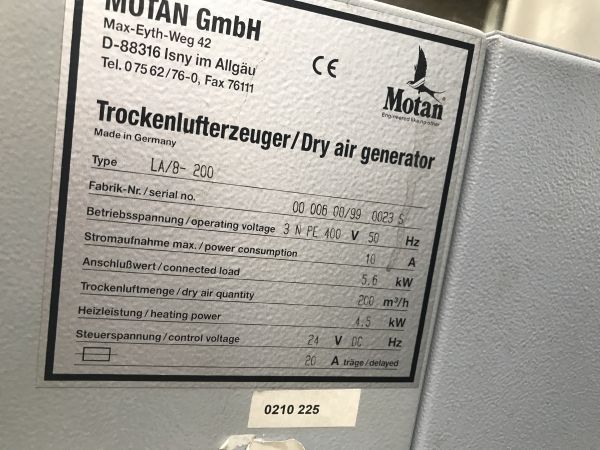 MOTAN GmbH
Max-Eyth-Weg 42
D-88316 Isny im Allgäu
Tel. 0 75 62/76-0, Fax 76111
CE
Motan®
Engineered like no other
Trockenlufterzeuger/Dry air generator
Made in Germany
Type LA/8- 200
Fabrik-Nr./serial no. 00 006 00/99 0023 S
Betriebsspannung/operating voltage 3 N PE 400 V 50 Hz
Stromaufnahme max./power consumption 10 A
Anschlußwert/connected load 5,6 kW
Trockenluftmenge/dry air quantity 200 m³/h
Heizleistung/heating power 4,5 kW
Steuerspannung/control voltage 24 V DC Hz
20 A träge/delayed
0210 225